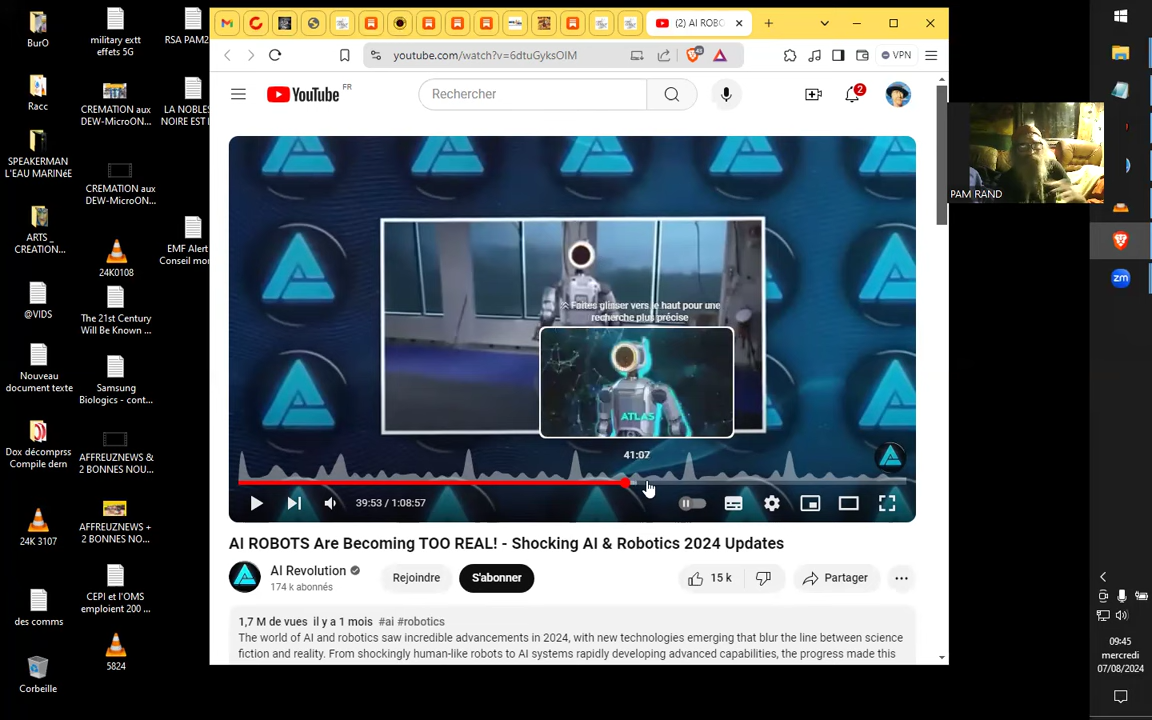 BurO
military extt
effets 5G
RSA PAM2
Racc
CREMATION aux
DEW-MicroON...
LA NOBLES
NOIRE EST I
SPEAKERMAN
L'EAU MARINéE
CREMATION aux
DEW-MicroON...
ARTS _
CREATION...
24K0108
EMF Alert
Conseil mor
@VIDS
The 21st Century
Will Be Known ...
Nouveau
document texte
Samsung
Biologics - cont...
Dox décomprss
Compile dern
AFFREUZNEWS &
2 BONNES NOU...
24K 3107
AFFREUZNEWS +
2 BONNES NO...
des comms
CEPI et l'OMS
emploient 200 ...
Corbeille
5824
(2) AI ROBO
youtube.com/watch?v=6dtuGyksOIM
VPN
YouTube FR
Rechercher
2
Faites glisser vers le haut pour une
recherche plus précise
ATLAS
41:07
39:53 / 1:08:57
AI ROBOTS Are Becoming TOO REAL! - Shocking AI & Robotics 2024 Updates
AI Revolution
174 k abonnés
Rejoindre
S'abonner
15 k
Partager
1,7 M de vues il y a 1 mois #ai #robotics
The world of AI and robotics saw incredible advancements in 2024, with new technologies emerging that blur the line between science
fiction and reality. From shockingly human-like robots to AI systems rapidly developing advanced capabilities, the progress made this
PAM RAND
zm
09:45
mercredi
07/08/2024